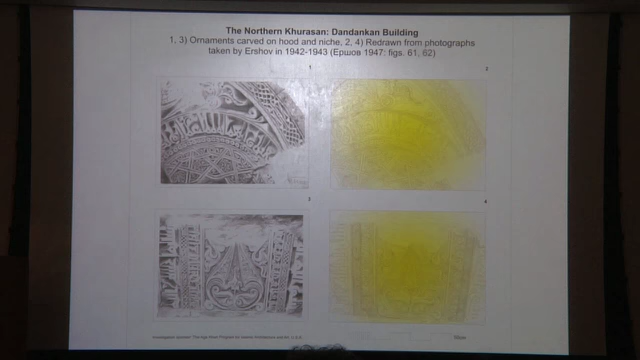 The Northern Khurasan: Dandankan Building
1, 3) Ornaments carved on hood and niche, 2, 4) Redrawn from photographs
taken by Ershov in 1942-1943 (Ершов 1947: figs. 61, 62)
1
2
3
4